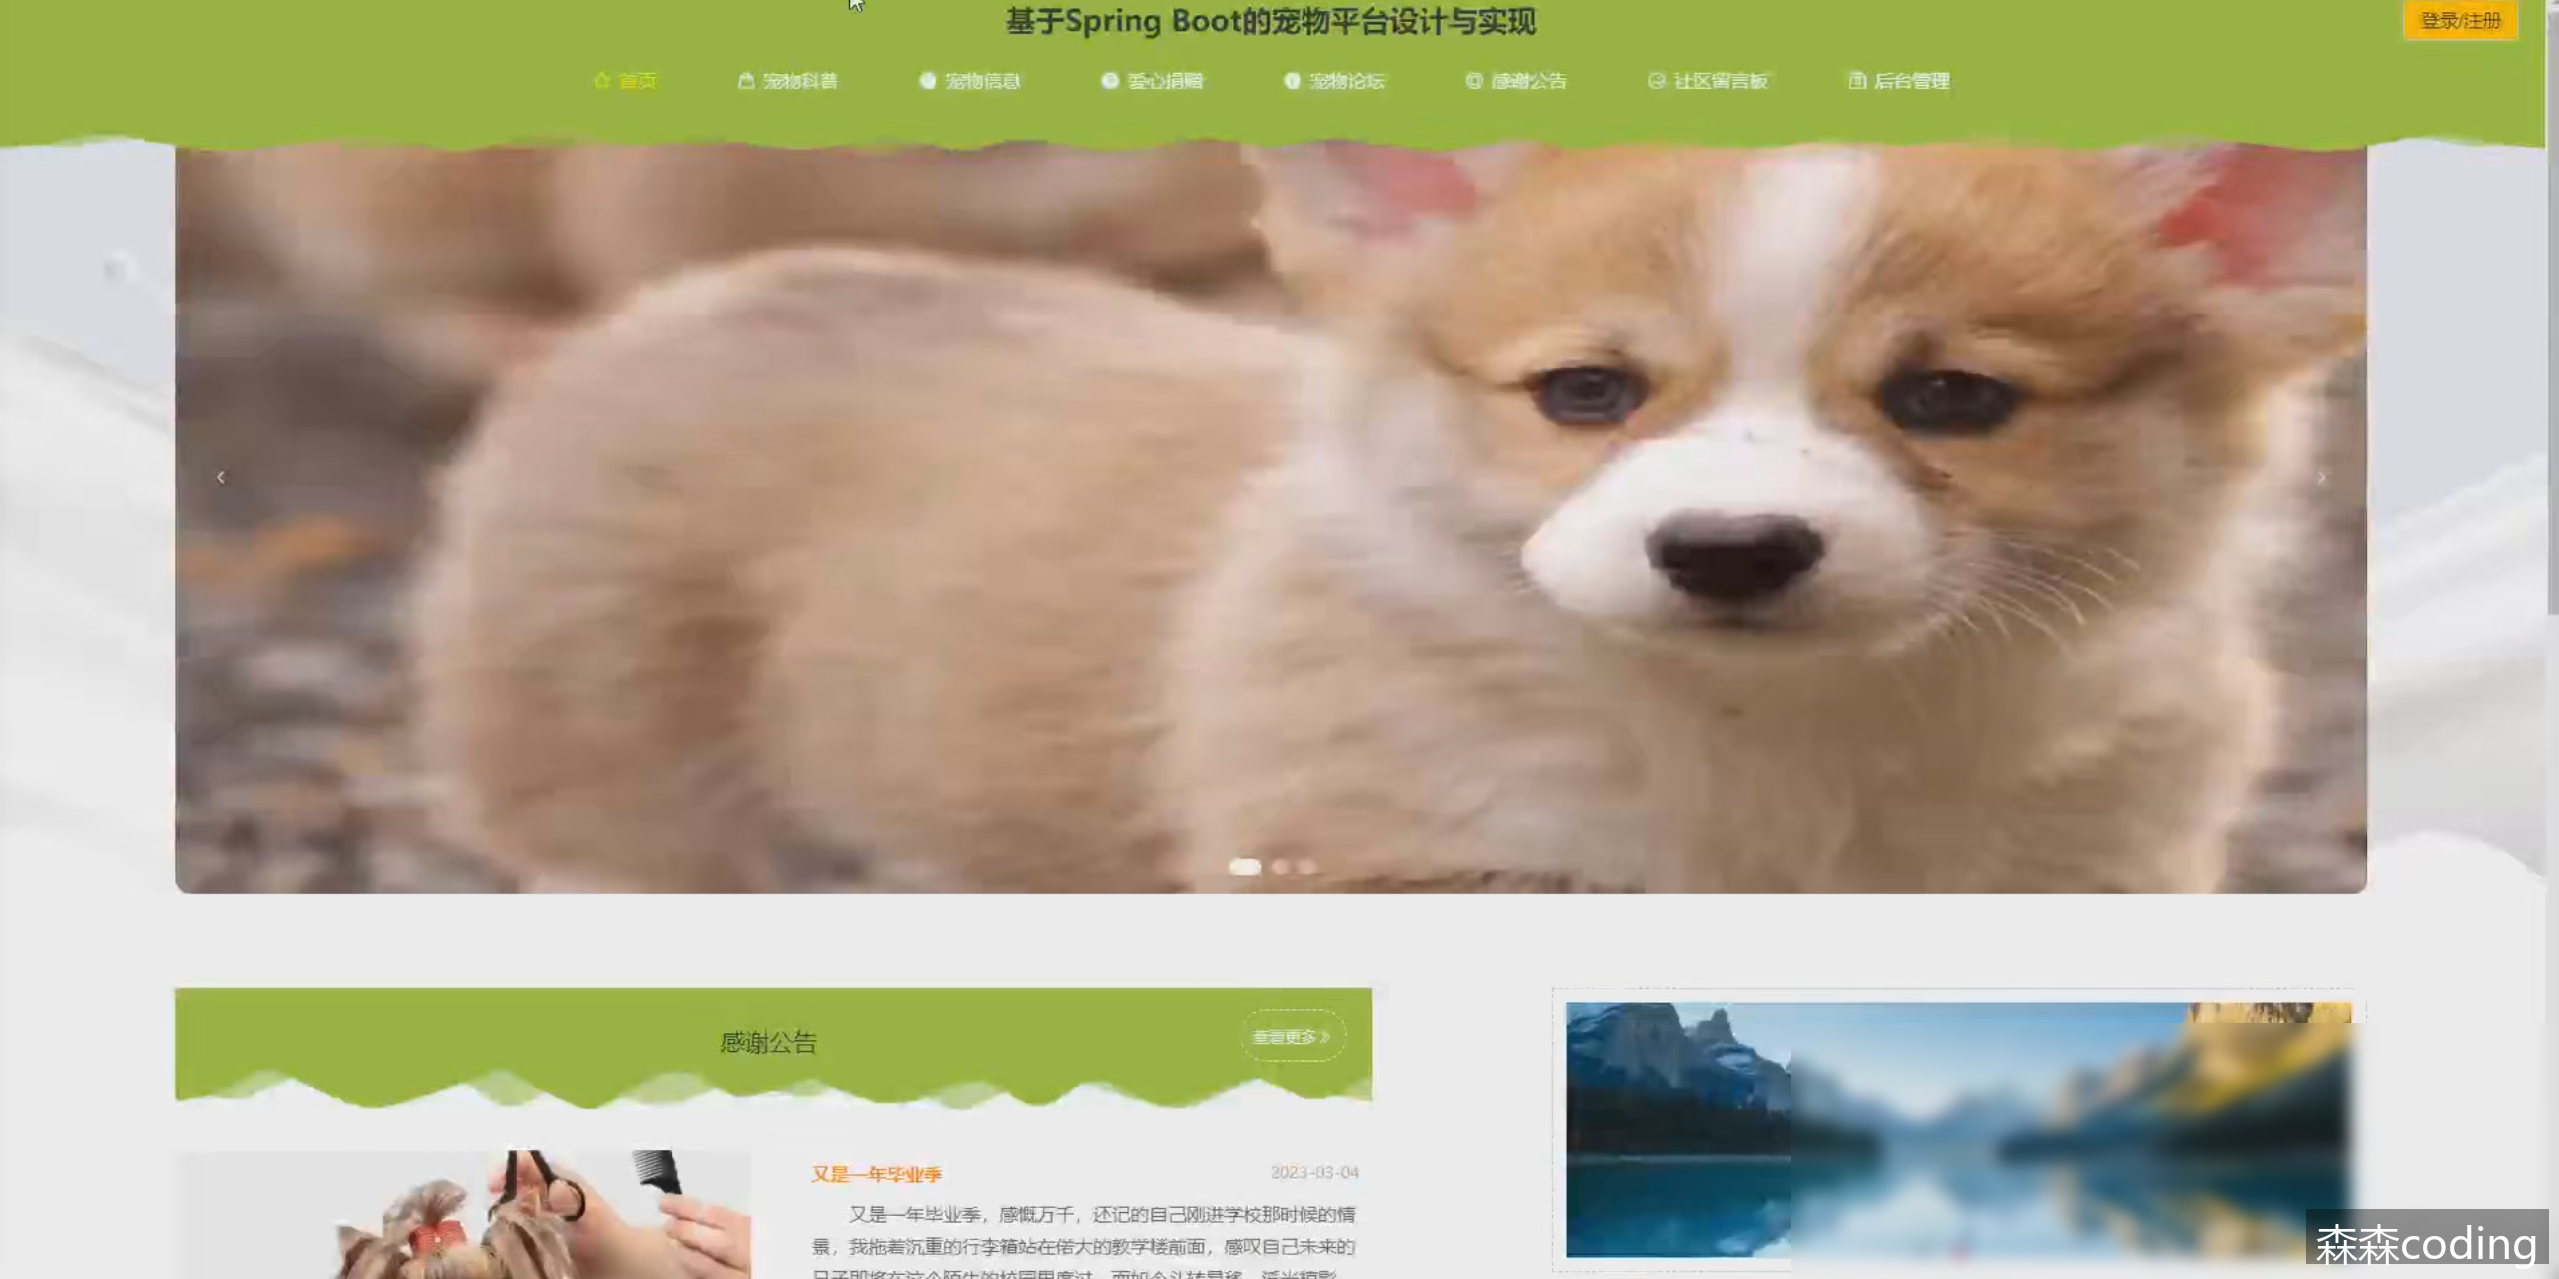 基于Spring Boot的宠物平台设计与实现
登录/注册
首页 宠物科普 宠物信息 爱心捐赠 宠物论坛 感谢公告 社区留言板 后台管理
感谢公告
查看更多
又是一年毕业季
2023-03-04
又是一年毕业季，感慨万千，还记的自己刚进学校那时候的情
景，我拖着沉重的行李箱站在偌大的教学楼前面，感叹自己未来的
森森coding